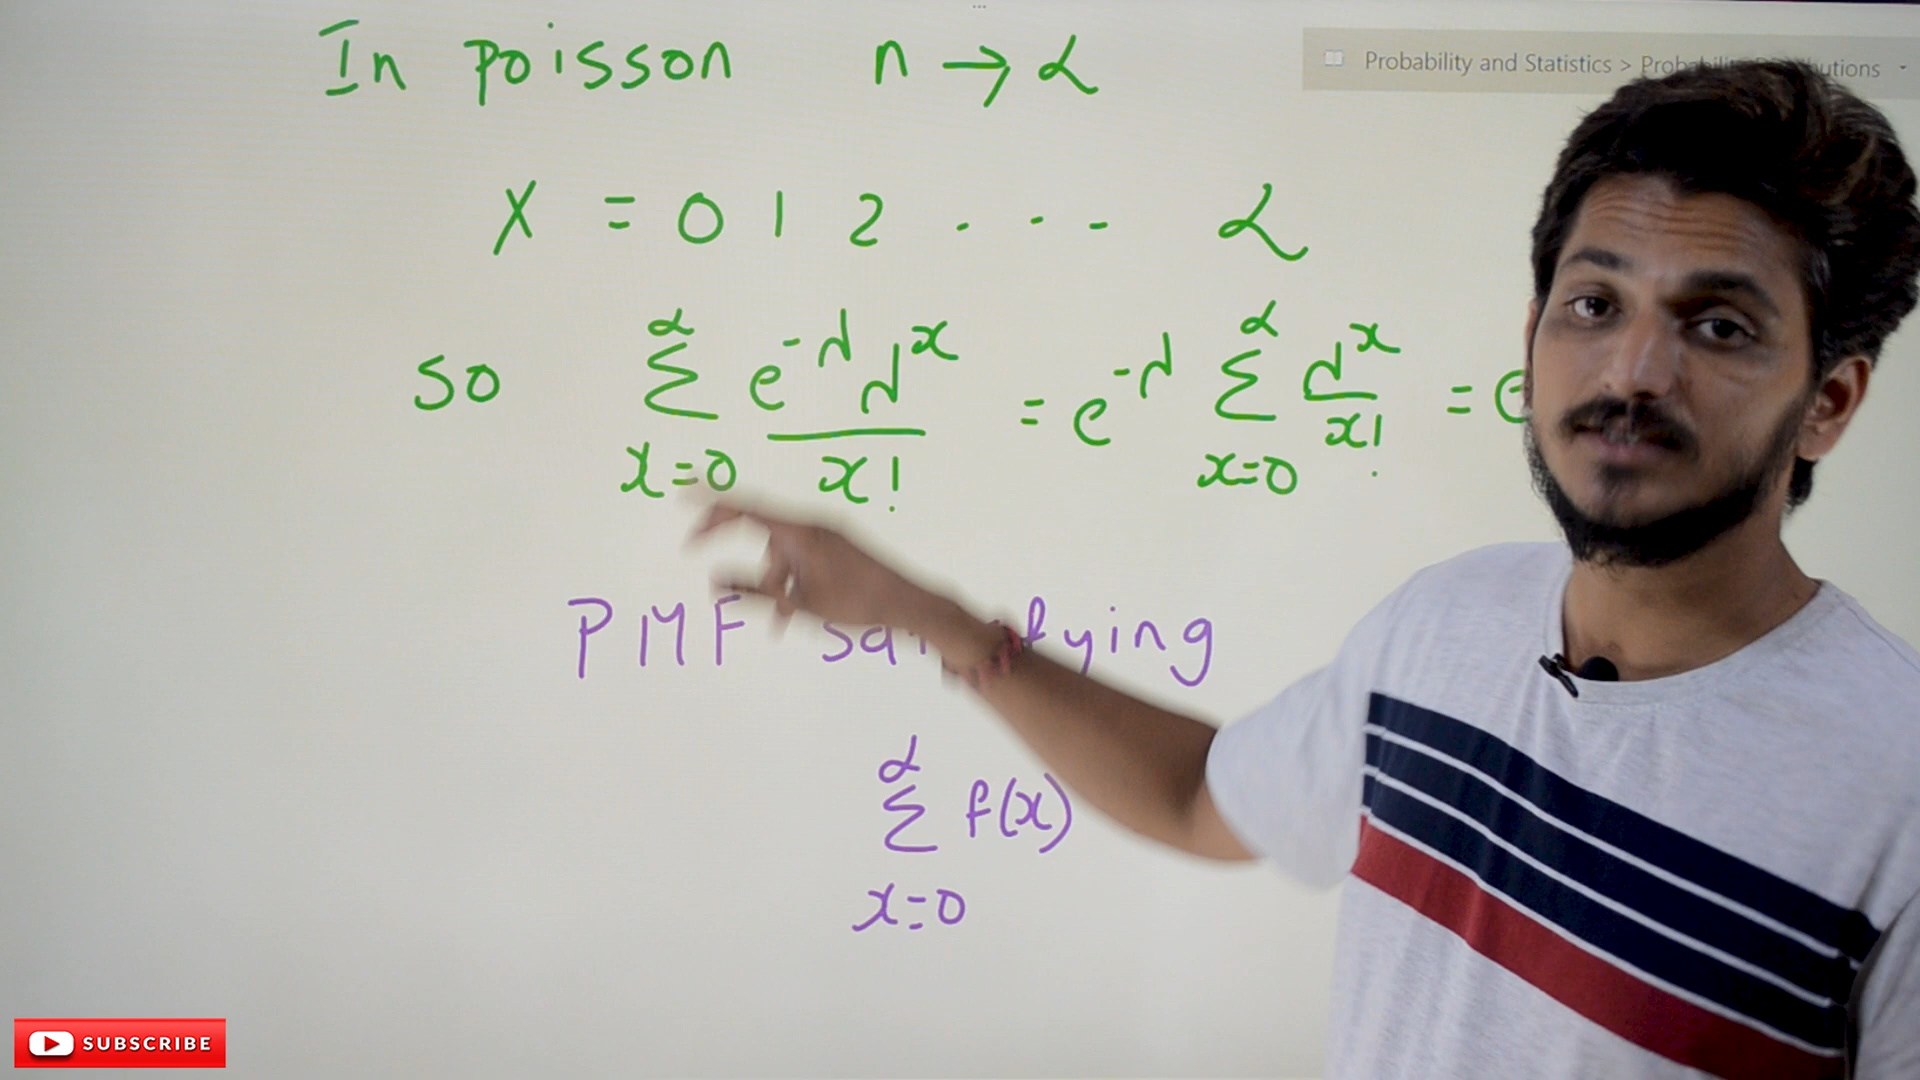 In poisson n → α
Probability and Statistics >
X = 0 1 2 . . . α
so α ∑ x=0 e^-λ λ^x / x! = e^-λ α ∑ x=0 λ^x / x! = e
PMF
α ∑ x=0 f(x)
SUBSCRIBE